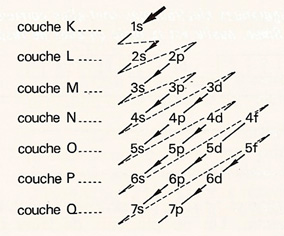 couche K ..... 1s
couche L ..... 2s 2p
couche M ..... 3s 3p 3d
couche N ..... 4s 4p 4d 4f
couche O ..... 5s 5p 5d 5f
couche P ..... 6s 6p 6d
couche Q ..... 7s 7p